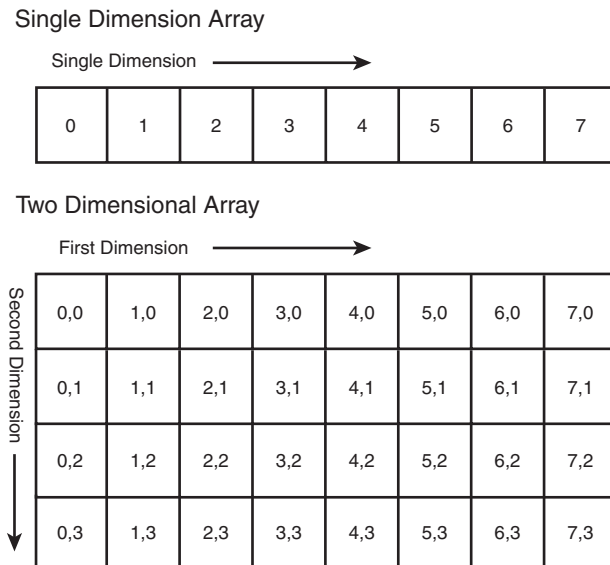 Single Dimension Array
Single Dimension
0 1 2 3 4 5 6 7
Two Dimensional Array
First Dimension
Second Dimension
0,0 1,0 2,0 3,0 4,0 5,0 6,0 7,0
0,1 1,1 2,1 3,1 4,1 5,1 6,1 7,1
0,2 1,2 2,2 3,2 4,2 5,2 6,2 7,2
0,3 1,3 2,3 3,3 4,3 5,3 6,3 7,3